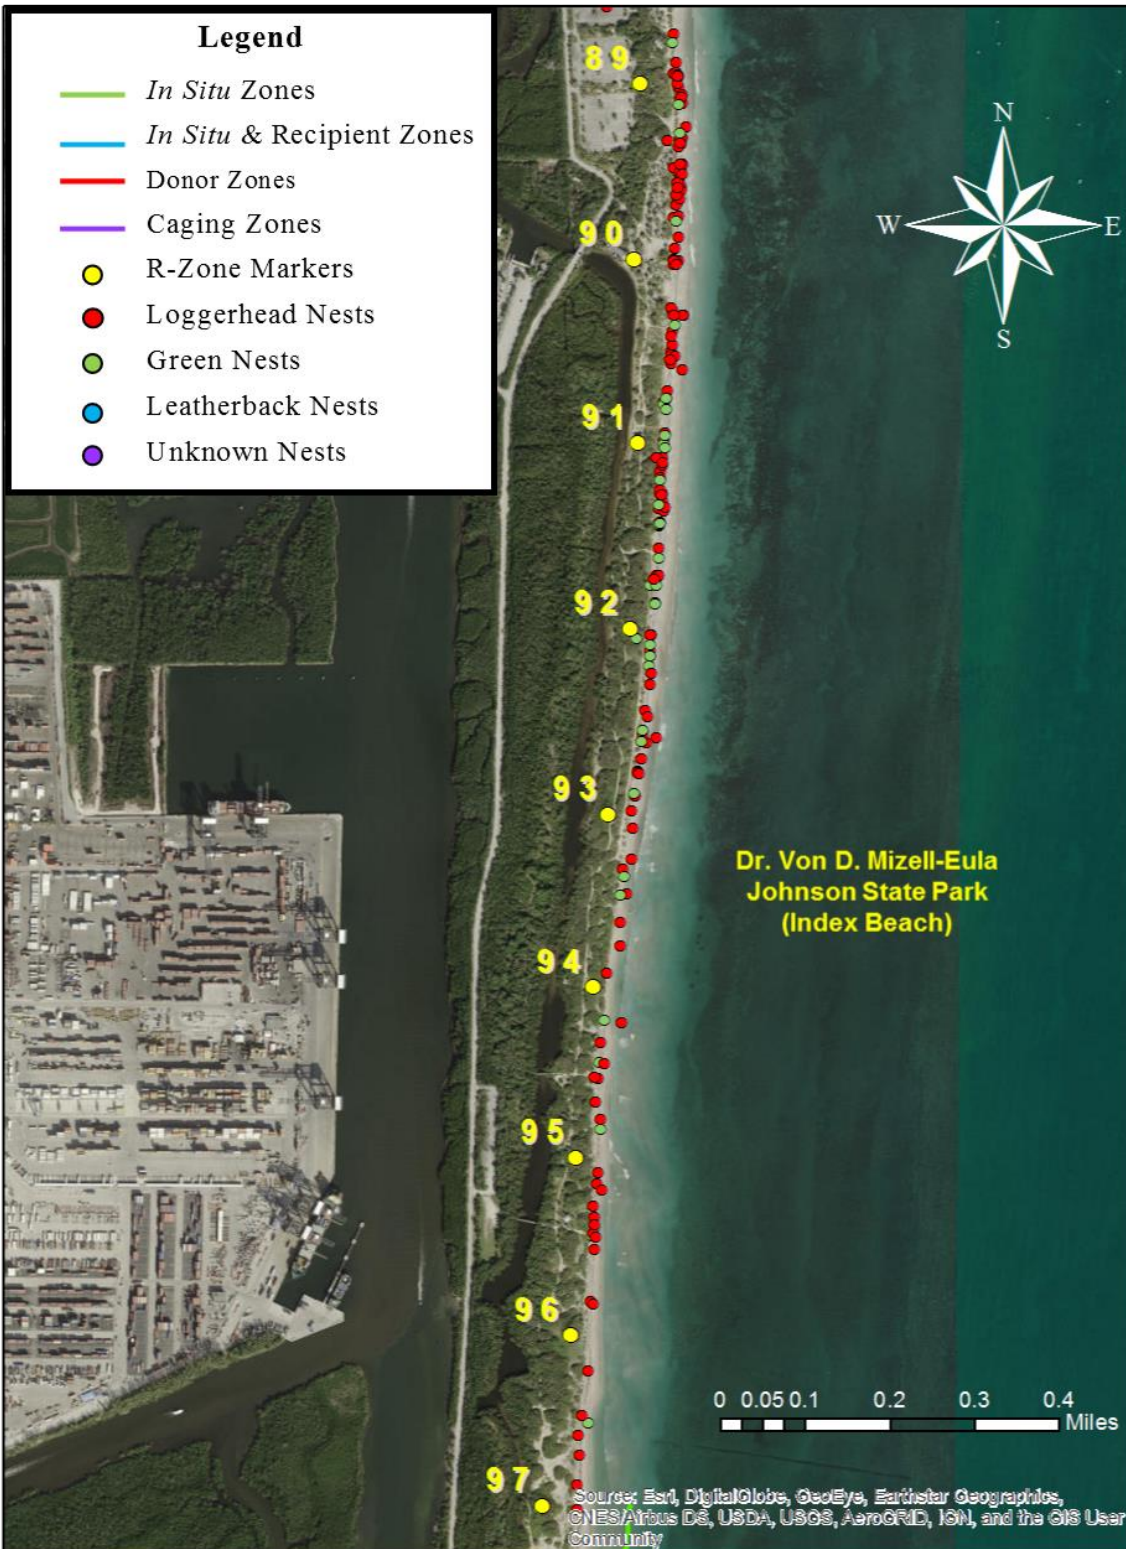 Legend
In Situ Zones
In Situ & Recipient Zones
Donor Zones
Caging Zones
R-Zone Markers
Loggerhead Nests
Green Nests
Leatherback Nests
Unknown Nests
N
W E
S
89
90
91
92
93
94
95
96
97
Dr. Von D. Mizell-Eula
Johnson State Park
(Index Beach)
0 0.05 0.1 0.2 0.3 0.4
Miles
Source: Esri, DigitalGlobe, GeoEye, Earthstar Geographics,
CNES/Airbus DS, USDA, USGS, AeroGRID, IGN, and the GIS User
Community